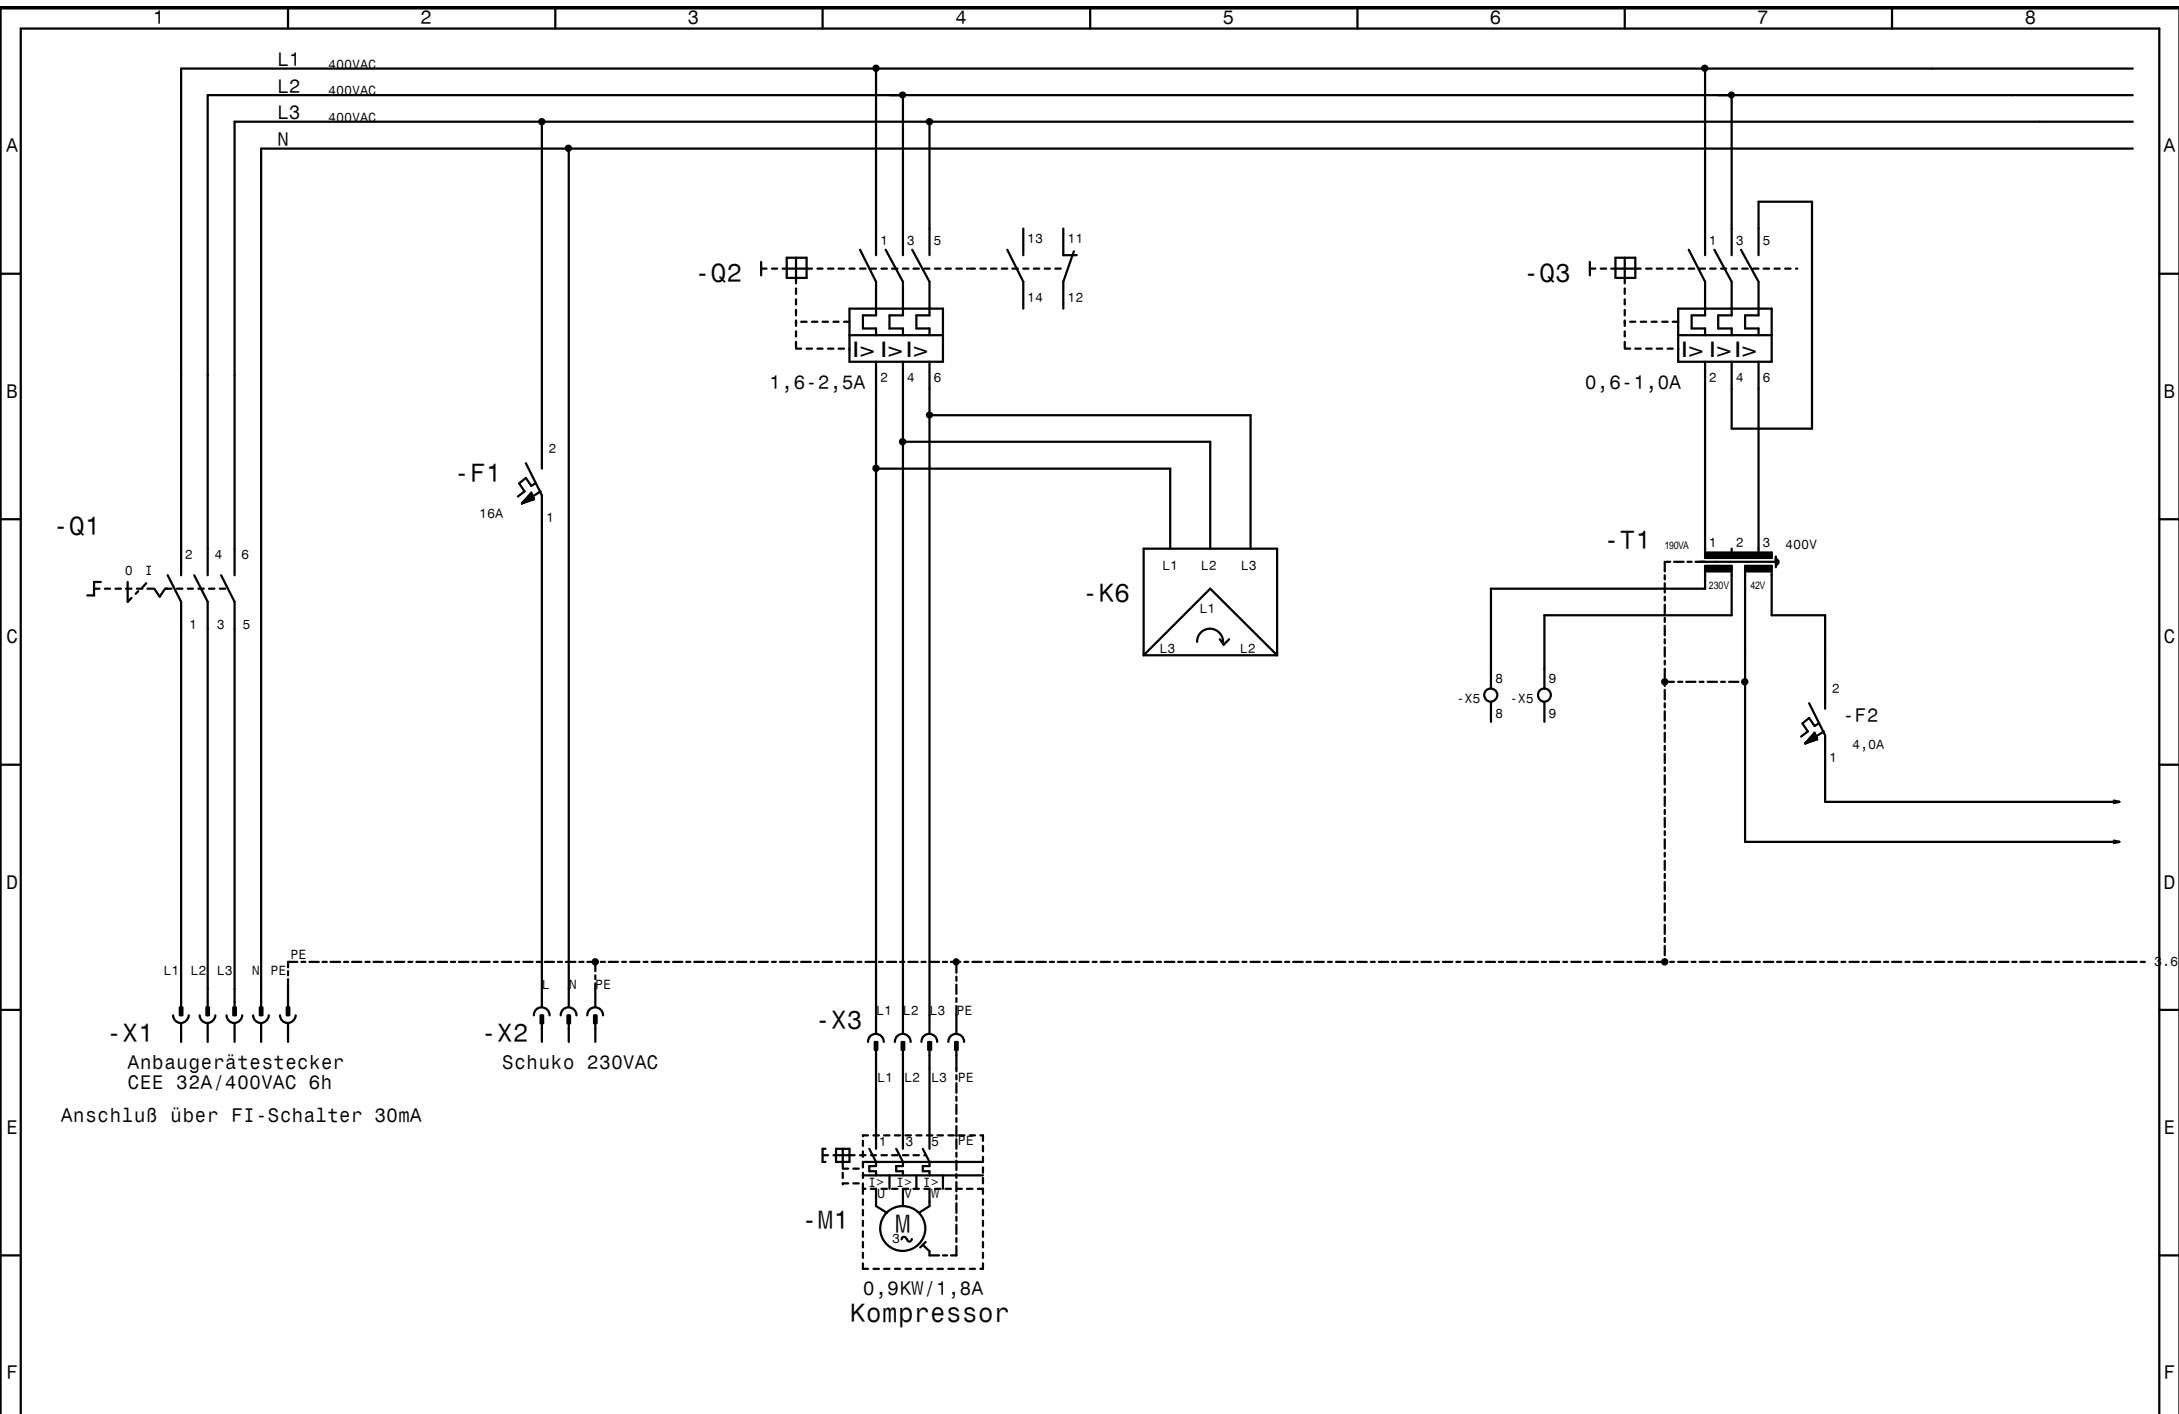 1 2 3 4 5 6 7 8
L1 400VAC
L2 400VAC
L3 400VAC
N
A A
1 3 5 13 11
-Q2
14 12
I> I> I>
1,6-2,5A 2 4 6
1 3 5
-Q3
I> I> I>
0,6-1,0A 2 4 6
B B
2
-F1
16A
1
-Q1
2 4 6
0 I
1 3 5
L1 L2 L3
-K6
L1
L3 L2
-T1 190VA 1 2 3 400V
230V 42V
C C
8 9
-X5 -X5
8 9
2
-F2
4,0A
1
D D
PE
3.6
L1 L2 L3 N PE
-X1
Anbaugerätestecker
CEE 32A/400VAC 6h
Anschluß über FI-Schalter 30mA
L N PE
-X2
Schuko 230VAC
L1 L2 L3 PE
-X3
L1 L2 L3 PE
E E
1 3 5 PE
I> I> I>
U V W
-M1
M
3~
0,9KW/1,8A
Kompressor
F F